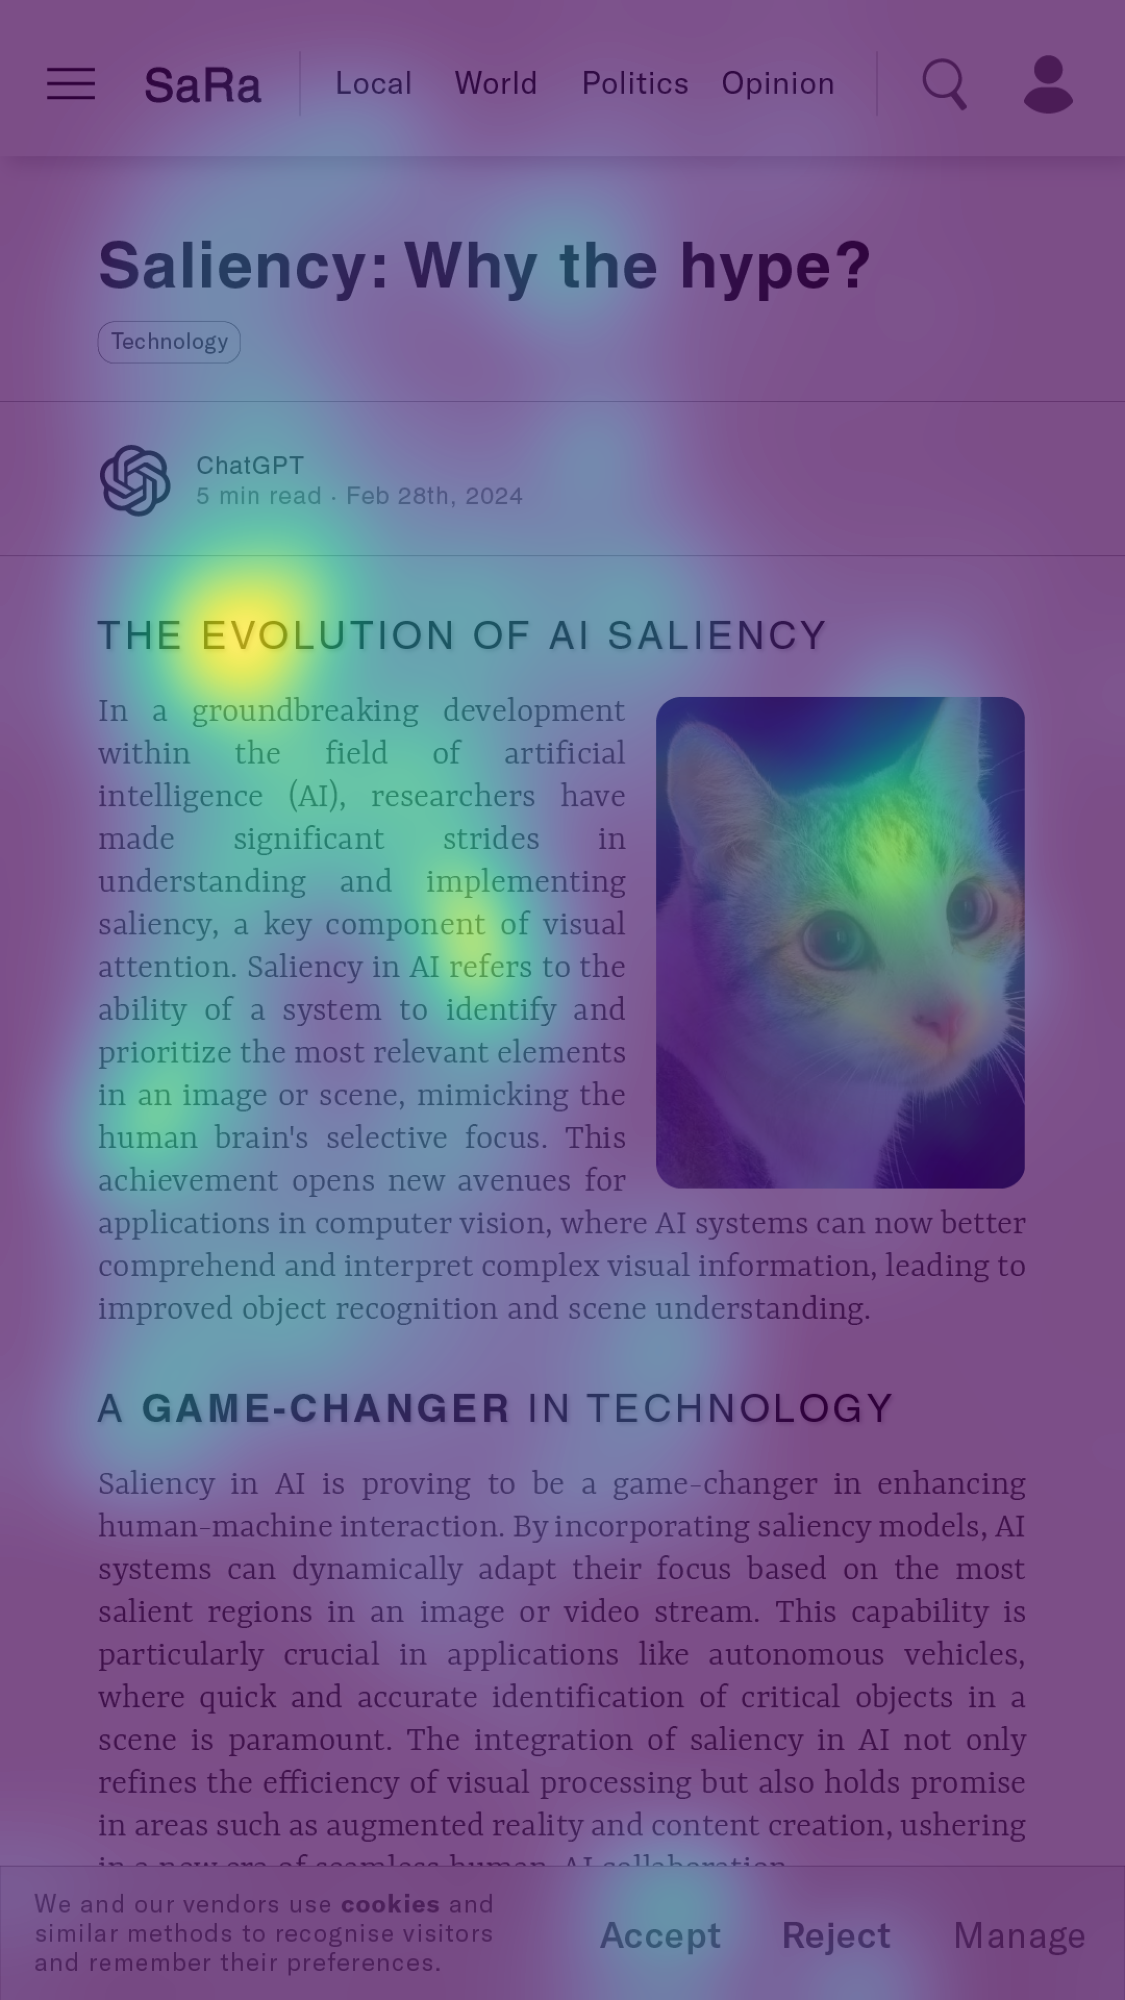 SaRa Local World Politics Opinion
Saliency: Why the hype?
Technology
ChatGPT
5 min read · Feb 28th, 2024
THE EVOLUTION OF AI SALIENCY
In a groundbreaking development
within the field of artificial
intelligence (AI), researchers have
made significant strides in
understanding and implementing
saliency, a key component of visual
attention. Saliency in AI refers to the
ability of a system to identify and
prioritize the most relevant elements
in an image or scene, mimicking the
human brain's selective focus. This
achievement opens new avenues for
applications in computer vision, where AI systems can now better
comprehend and interpret complex visual information, leading to
improved object recognition and scene understanding.
A GAME-CHANGER IN TECHNOLOGY
Saliency in AI is proving to be a game-changer in enhancing
human-machine interaction. By incorporating saliency models, AI
systems can dynamically adapt their focus based on the most
salient regions in an image or video stream. This capability is
particularly crucial in applications like autonomous vehicles,
where quick and accurate identification of critical objects in a
scene is paramount. The integration of saliency in AI not only
refines the efficiency of visual processing but also holds promise
in areas such as augmented reality and content creation, ushering
in a new era of seamless human-AI collaboration.
We and our vendors use cookies and
similar methods to recognise visitors
and remember their preferences.
Accept Reject Manage